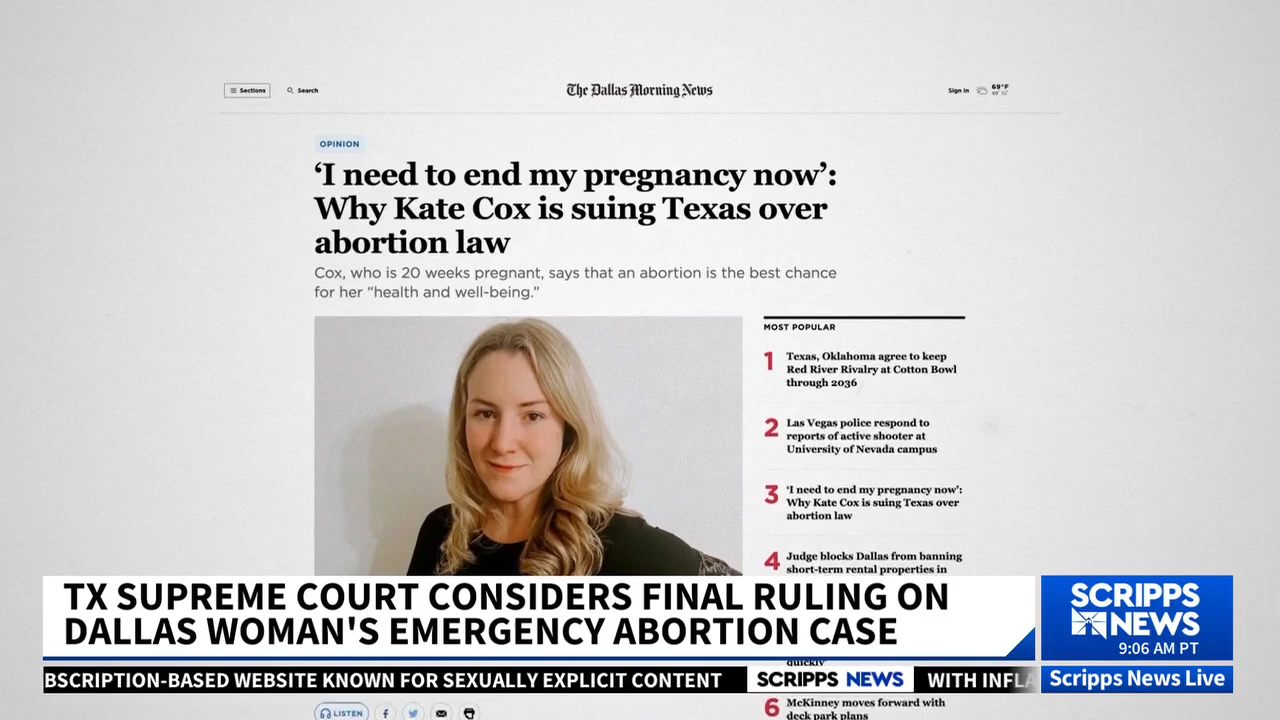 Sections
Search
The Dallas Morning News
Sign in
69°F
OPINION
‘I need to end my pregnancy now’:
Why Kate Cox is suing Texas over
abortion law
Cox, who is 20 weeks pregnant, says that an abortion is the best chance
for her “health and well-being.”
MOST POPULAR
1
Texas, Oklahoma agree to keep
Red River Rivalry at Cotton Bowl
through 2036
2
Las Vegas police respond to
reports of active shooter at
University of Nevada campus
3
‘I need to end my pregnancy now’:
Why Kate Cox is suing Texas over
abortion law
4
Judge blocks Dallas from banning
short-term rental properties in
TX SUPREME COURT CONSIDERS FINAL RULING ON
DALLAS WOMAN'S EMERGENCY ABORTION CASE
SCRIPPS
NEWS
9:06 AM PT
quickly’
BSCRIPTION-BASED WEBSITE KNOWN FOR SEXUALLY EXPLICIT CONTENT
SCRIPPS NEWS
WITH INFLA
Scripps News Live
6
McKinney moves forward with
deck park plans
LISTEN